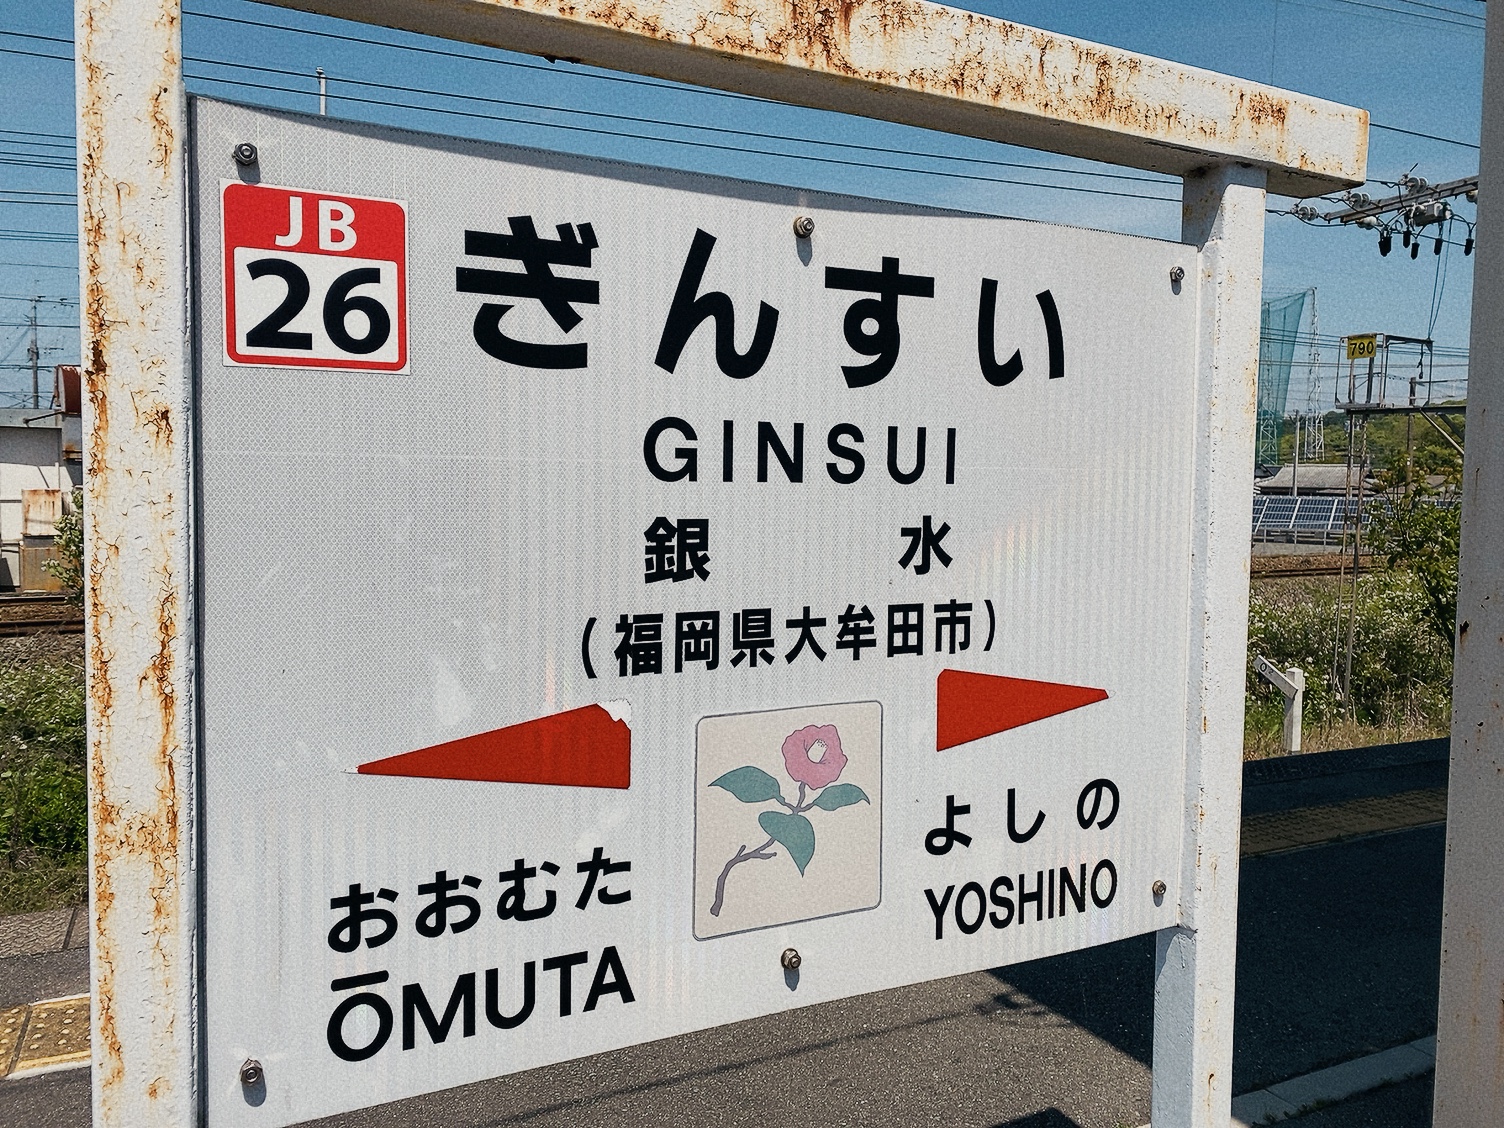 JB
26
ぎんすい
GINSUI
銀 水
(福岡県大牟田市)
おおむた
ŌMUTA
よしの
YOSHINO
790